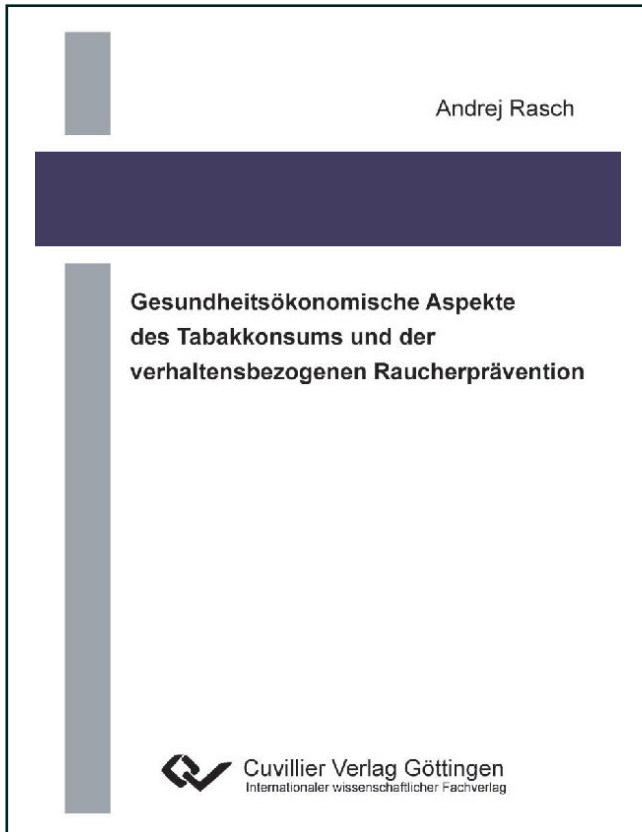 Andrej Rasch
Gesundheitsökonomische Aspekte
des Tabakkonsums und der
verhaltensbezogenen Raucherprävention
Cuvillier Verlag Göttingen
Internationaler wissenschaftlicher Fachverlag